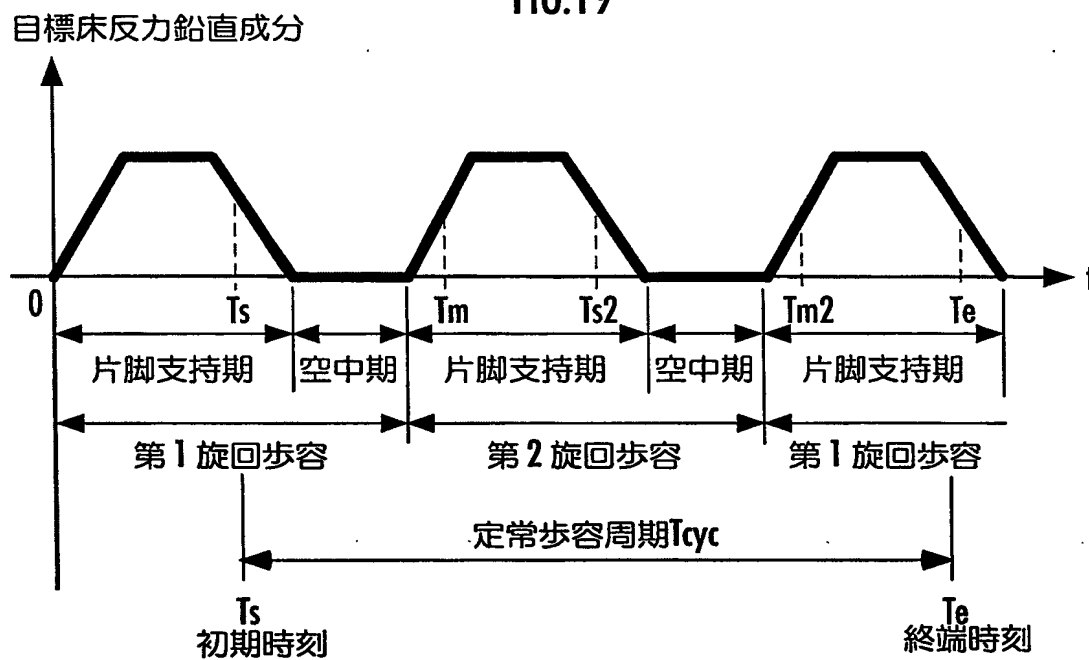 FIG.19
目標床反力鉛直成分
0 Ts Tm Ts2 Tm2 Te t
片脚支持期 空中期 片脚支持期 空中期 片脚支持期
第1旋回歩容 第2旋回歩容 第1旋回歩容
定常歩容周期Tcyc
Ts Te
初期時刻 終端時刻